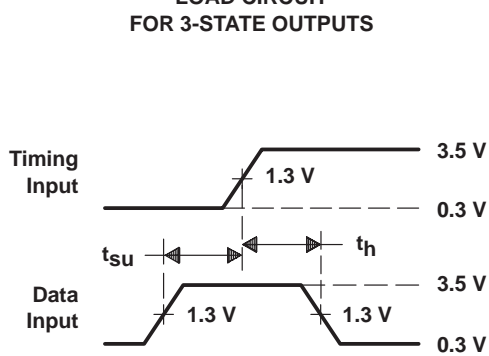 LOAD CIRCUIT
FOR 3-STATE OUTPUTS
3.5 V
Timing
Input
1.3 V
0.3 V
tsu
th
3.5 V
Data
Input
1.3 V
1.3 V
0.3 V